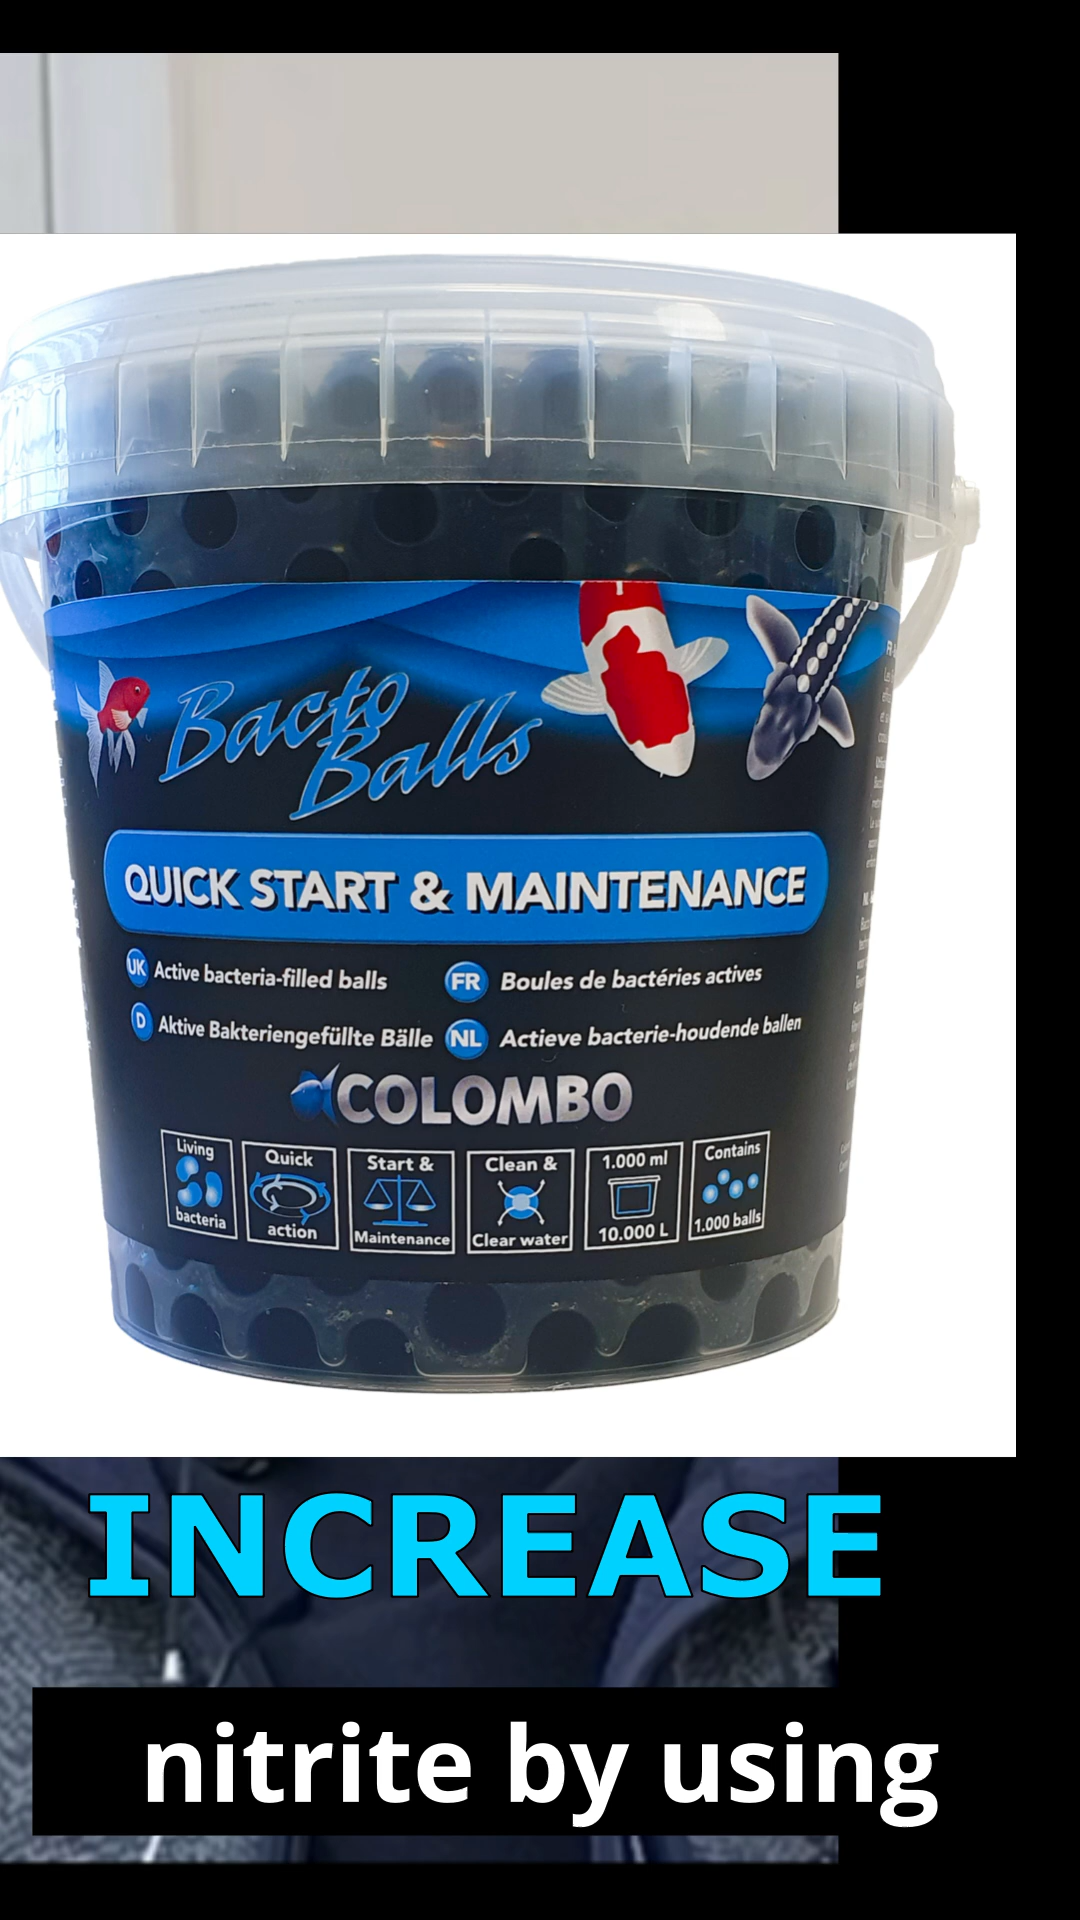 Bacto
Balls
QUICK START & MAINTENANCE
UK Active bacteria-filled balls
FR Boules de bactéries actives
D Aktive Bakteriengefüllte Bälle
NL Actieve bacterie-houdende ballen
COLOMBO
Living
bacteria
Quick
action
Start &
Maintenance
Clean &
Clear water
1.000 ml
10.000 L
Contains
1.000 balls
INCREASE
nitrite by using